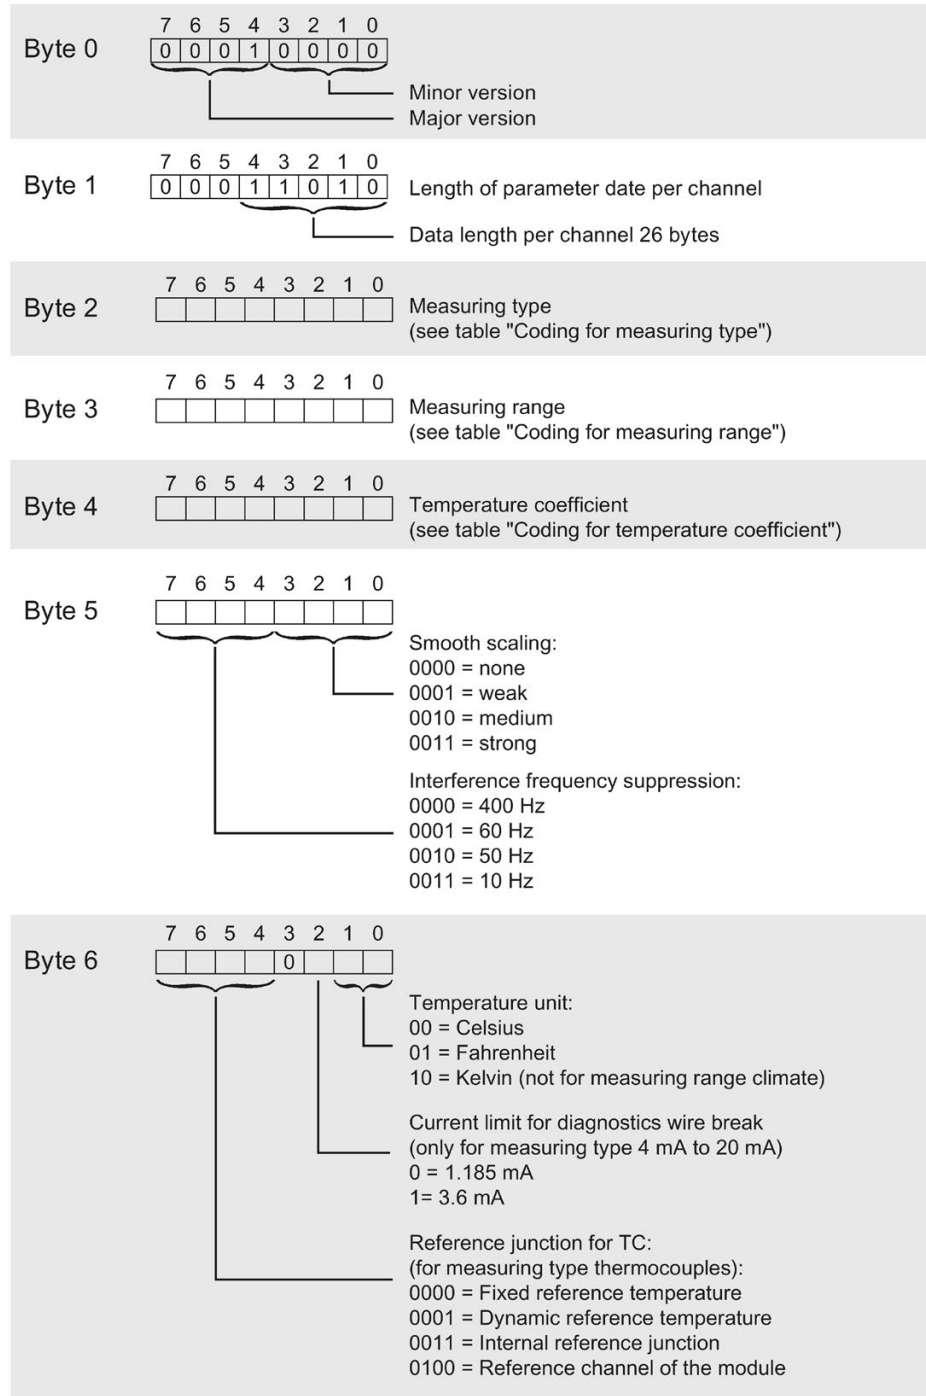 7 6 5 4 3 2 1 0
Byte 0
0 0 0 1 0 0 0 0
Minor version
Major version
7 6 5 4 3 2 1 0
Byte 1
0 0 0 1 1 0 1 0
Length of parameter date per channel
Data length per channel 26 bytes
7 6 5 4 3 2 1 0
Byte 2
Measuring type
(see table "Coding for measuring type")
7 6 5 4 3 2 1 0
Byte 3
Measuring range
(see table "Coding for measuring range")
7 6 5 4 3 2 1 0
Byte 4
Temperature coefficient
(see table "Coding for temperature coefficient")
7 6 5 4 3 2 1 0
Byte 5
Smooth scaling:
0000 = none
0001 = weak
0010 = medium
0011 = strong
Interference frequency suppression:
0000 = 400 Hz
0001 = 60 Hz
0010 = 50 Hz
0011 = 10 Hz
7 6 5 4 3 2 1 0
Byte 6
0
Temperature unit:
00 = Celsius
01 = Fahrenheit
10 = Kelvin (not for measuring range climate)
Current limit for diagnostics wire break
(only for measuring type 4 mA to 20 mA)
0 = 1.185 mA
1= 3.6 mA
Reference junction for TC:
(for measuring type thermocouples):
0000 = Fixed reference temperature
0001 = Dynamic reference temperature
0011 = Internal reference junction
0100 = Reference channel of the module